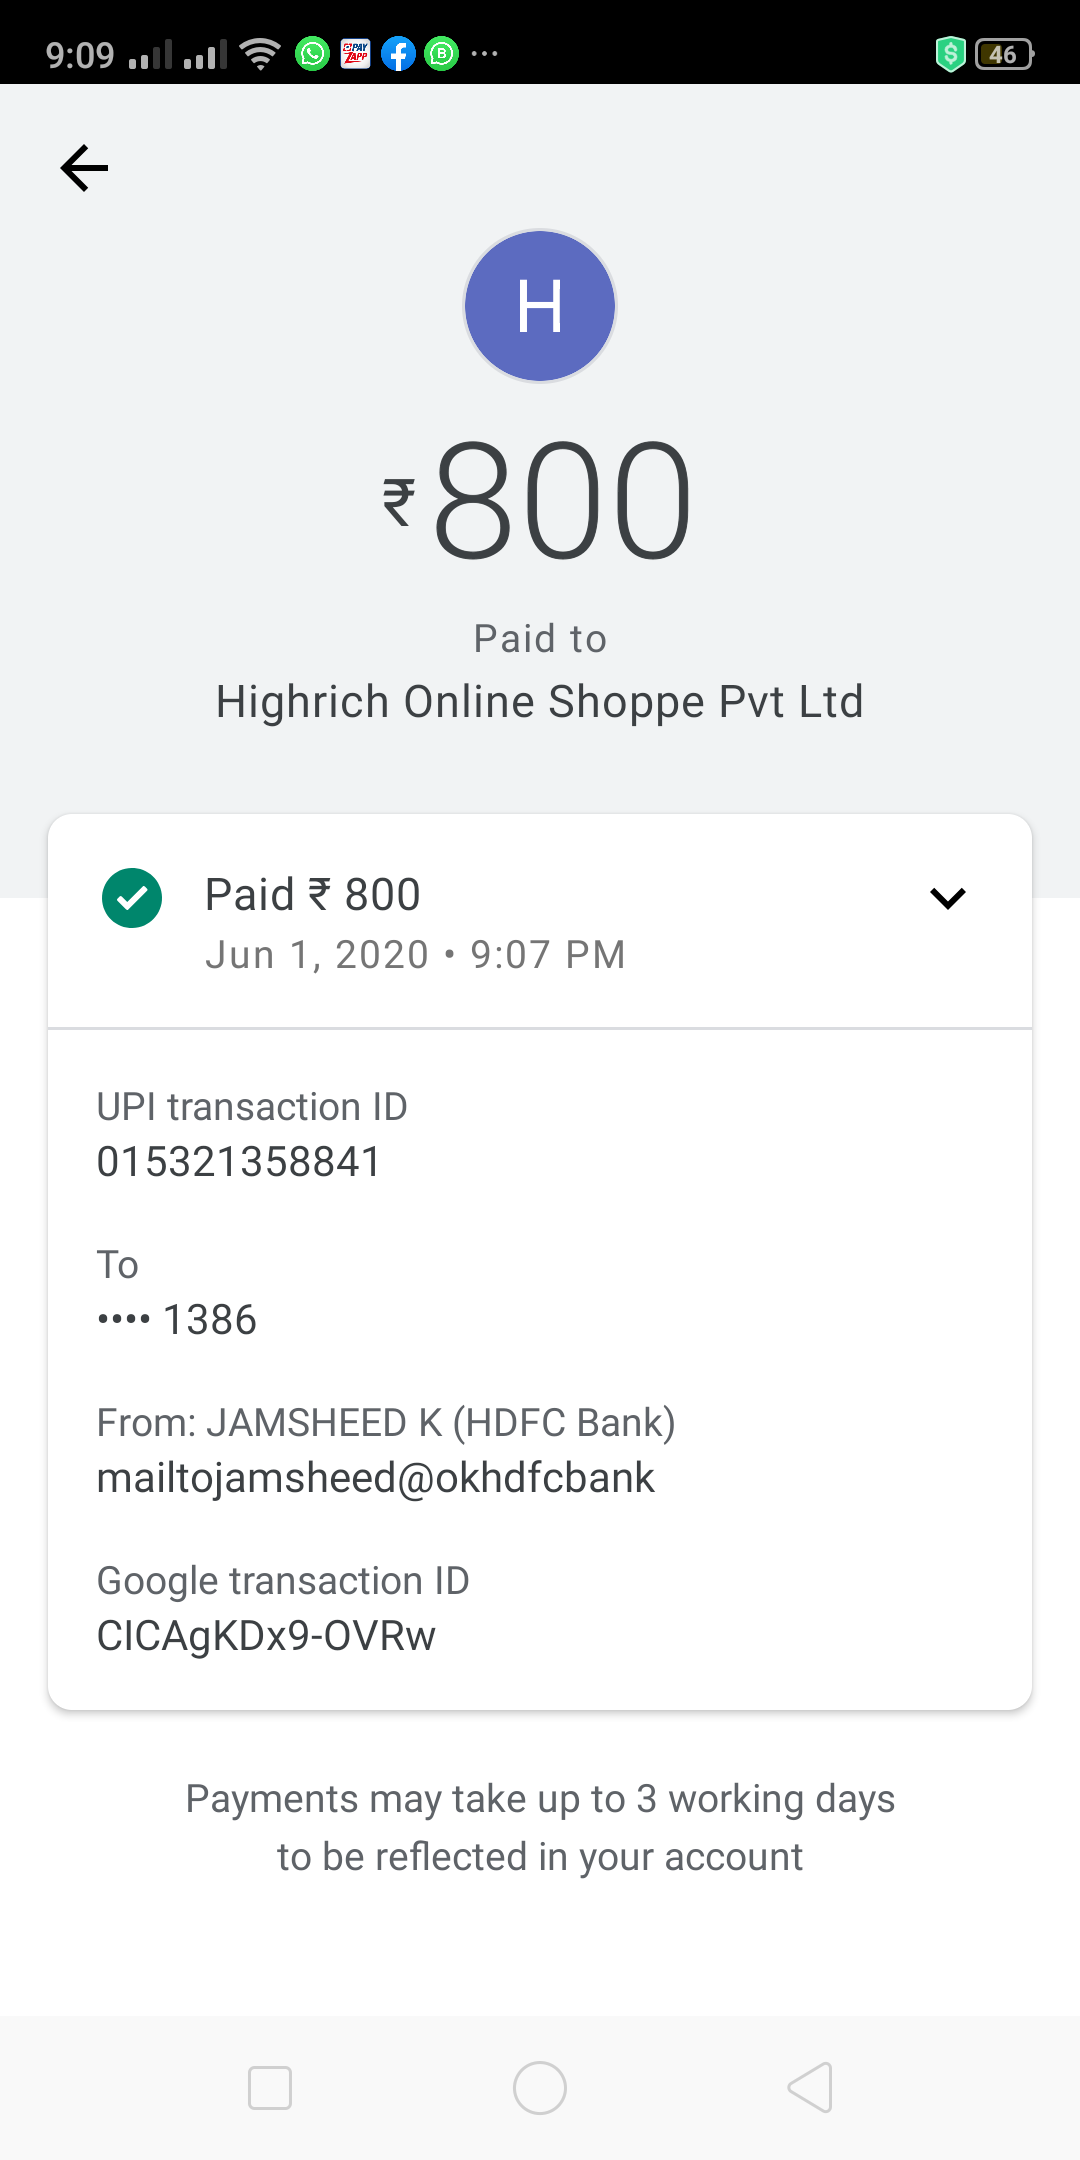 9:09
46
H
₹800
Paid to
Highrich Online Shoppe Pvt Ltd
Paid ₹ 800
Jun 1, 2020 • 9:07 PM
UPI transaction ID
015321358841
To
•••• 1386
From: JAMSHEED K (HDFC Bank)
mailtojamsheed@okhdfcbank
Google transaction ID
CICAgKDx9-OVRw
Payments may take up to 3 working days
to be reflected in your account